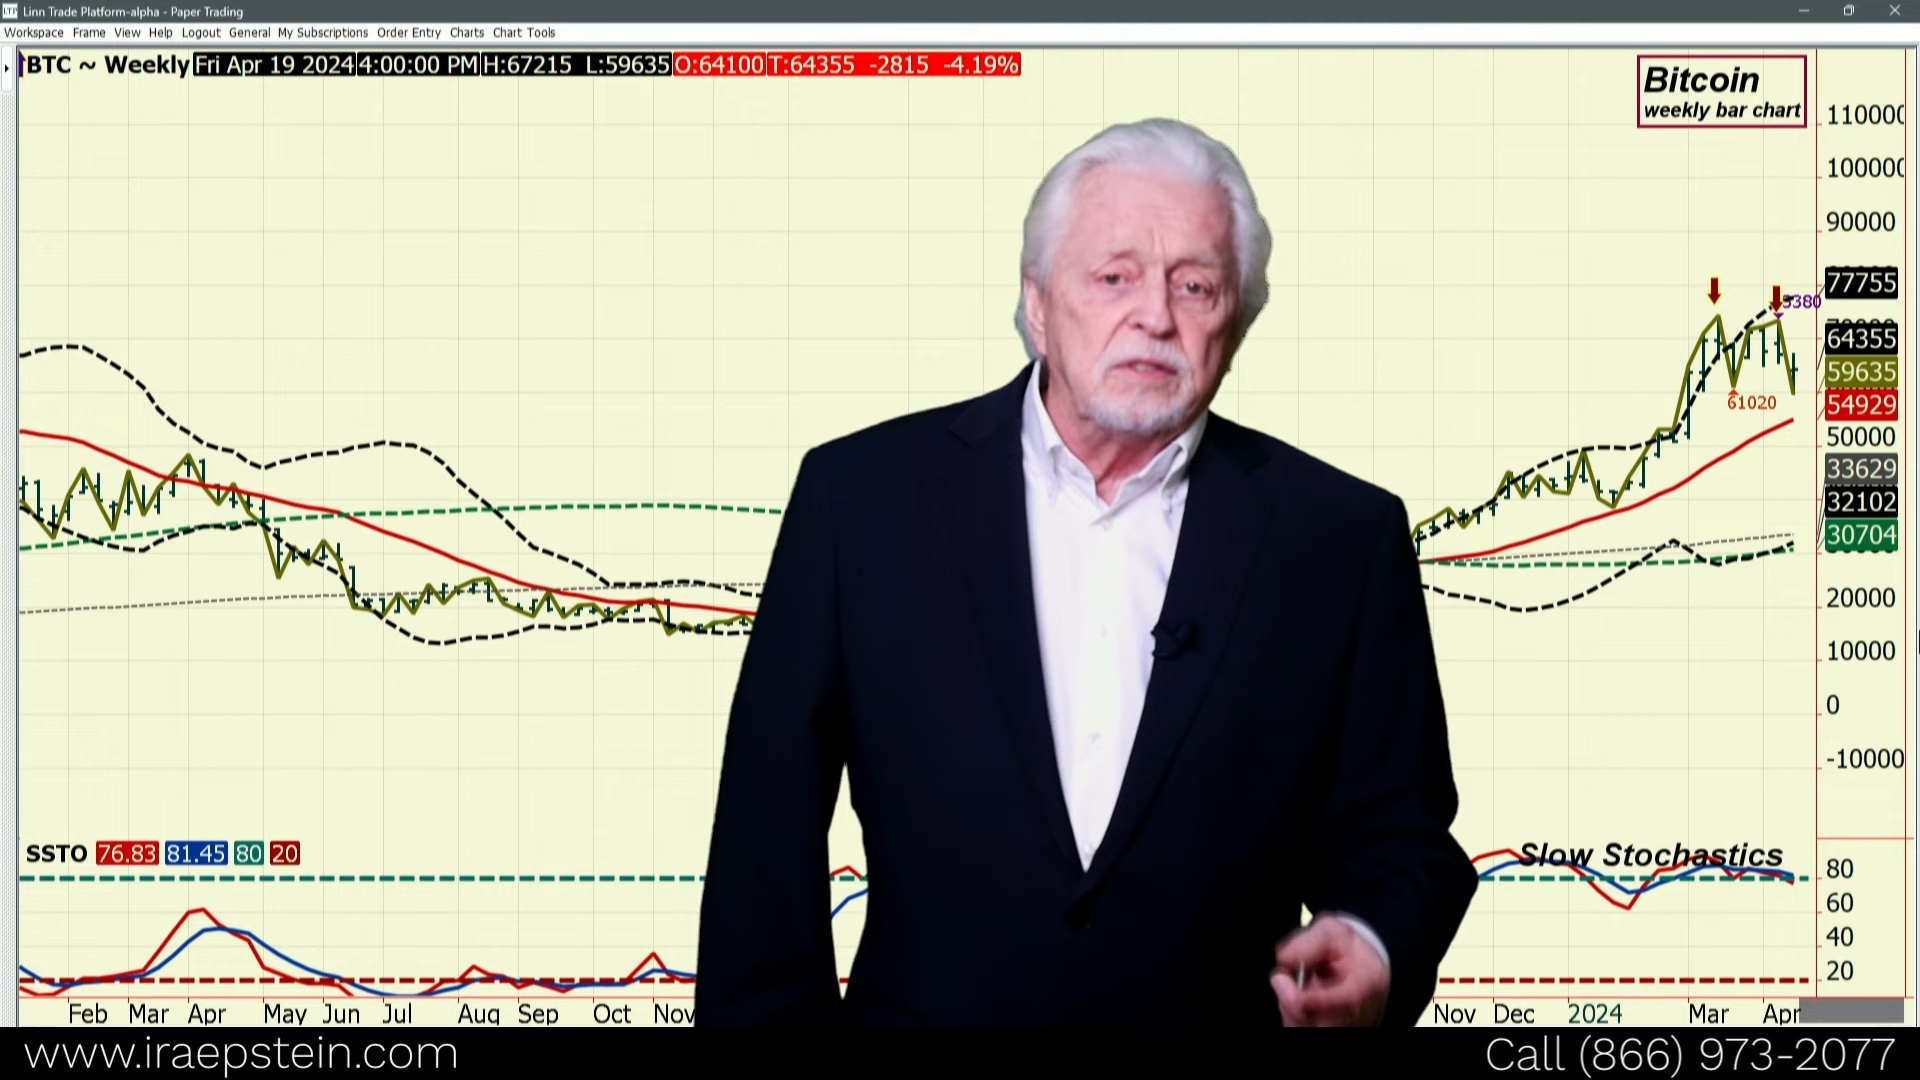 Linn Trade Platform-alpha - Paper Trading
Workspace Frame View Help Logout General My Subscriptions Order Entry Charts Chart Tools
BTC ~ Weekly Fri Apr 19 2024 4:00:00 PM H:67215 L:59635 O:64100 T:64355 -2815 -4.19%
Bitcoin
weekly bar chart
110000
100000
90000
77755
3380
64355
59635
61020
54929
50000
33629
32102
30704
20000
10000
0
-10000
SSTO 76.83 81.45 80 20
Slow Stochastics
80
60
40
20
Feb Mar Apr May Jun Jul Aug Sep Oct Nov Nov Dec 2024 Mar Apr
www.iraepstein.com
Call (866) 973-2077